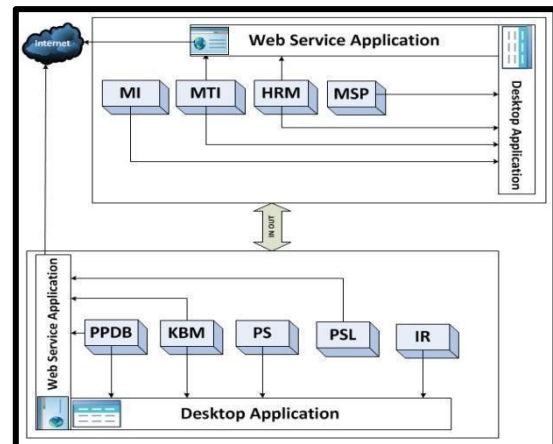 internet
Web Service Application
MI
MTI
HRM
MSP
Desktop Application
IN OUT
Web Service Application
PPDB
KBM
PS
PSL
IR
Desktop Application